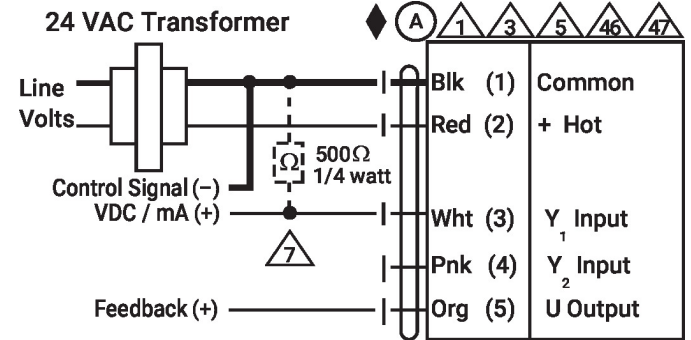 24 VAC Transformer
A 1 3 5 46 47
Line
Volts
Blk (1) Common
Red (2) + Hot
Ω 500Ω
1/4 watt
Control Signal (−)
VDC / mA (+)
Wht (3) Y1 Input
7
Pnk (4) Y2 Input
Feedback (+)
Org (5) U Output